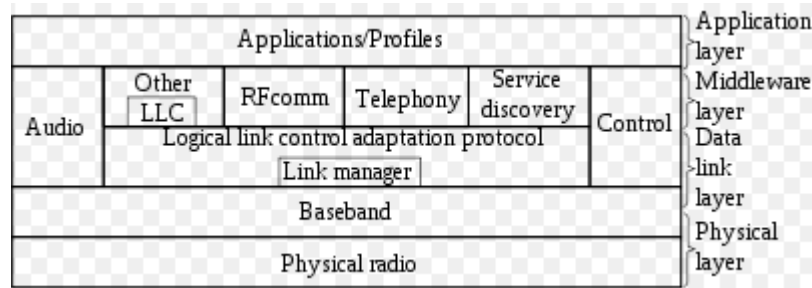 Applications/Profiles
Application
layer
Audio
Other
LLC
RFcomm
Telephony
Service
discovery
Control
Middleware
layer
Logical link control adaptation protocol
Link manager
Data
link
layer
Baseband
Physical radio
Physical
layer